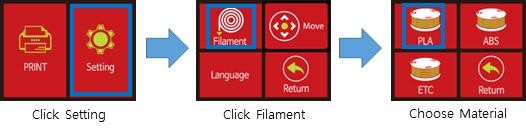 PRINT
Setting
Filament
Move
Language
Return
PLA
ABS
ETC
Return
Click Setting
Click Filament
Choose Material